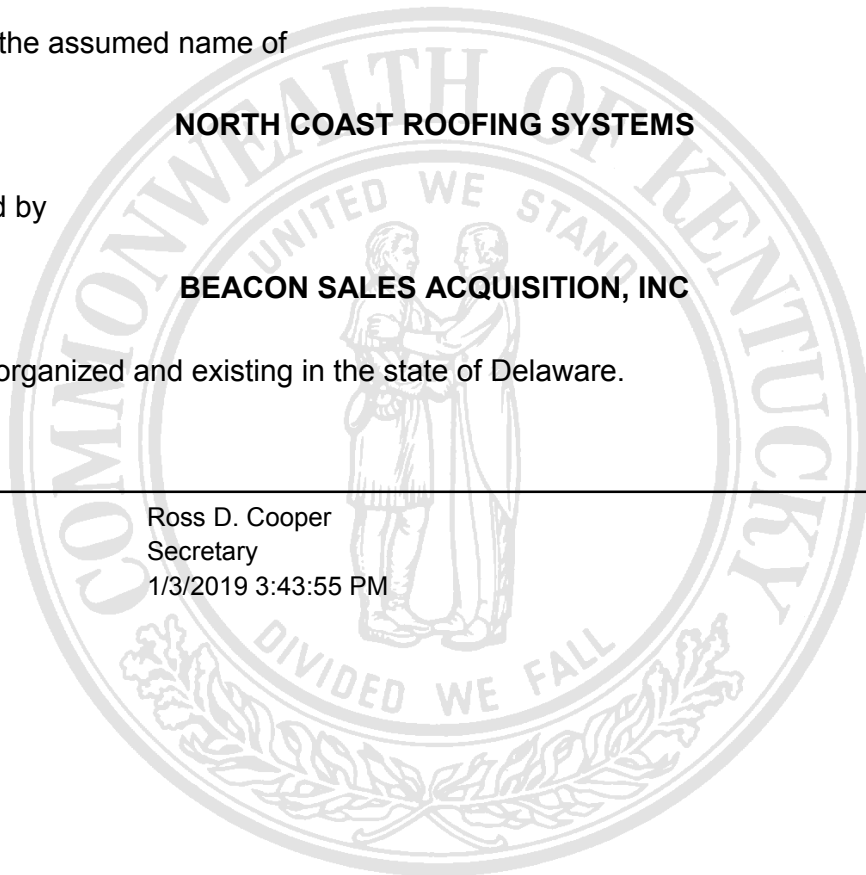 the assumed name of
NORTH COAST ROOFING SYSTEMS
d by
BEACON SALES ACQUISITION, INC
organized and existing in the state of Delaware.
Ross D. Cooper
Secretary
1/3/2019 3:43:55 PM
COMMONWEALTH OF KENTUCKY
UNITED WE STAND
DIVIDED WE FALL